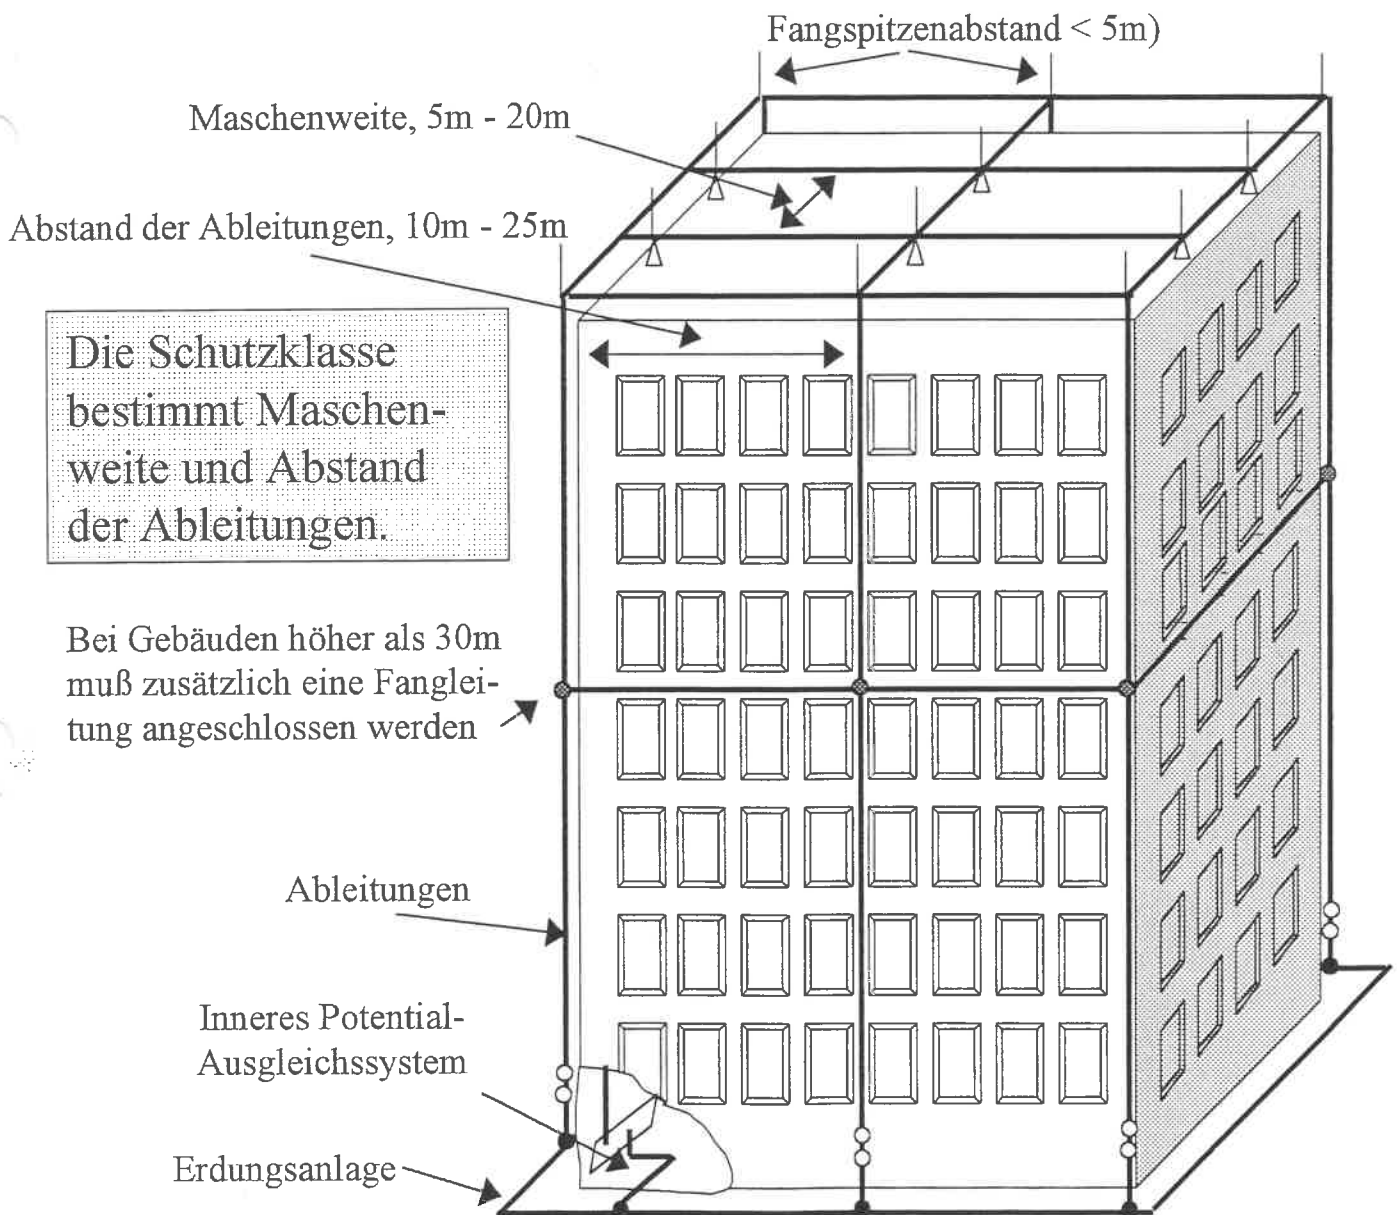 Fangspitzenabstand < 5m)
Maschenweite, 5m - 20m
Abstand der Ableitungen, 10m - 25m
Die Schutzklasse
bestimmt Maschen-
weite und Abstand
der Ableitungen.
Bei Gebäuden höher als 30m
muß zusätzlich eine Fanglei-
tung angeschlossen werden
Ableitungen
Inneres Potential-
Ausgleichssystem
Erdungsanlage